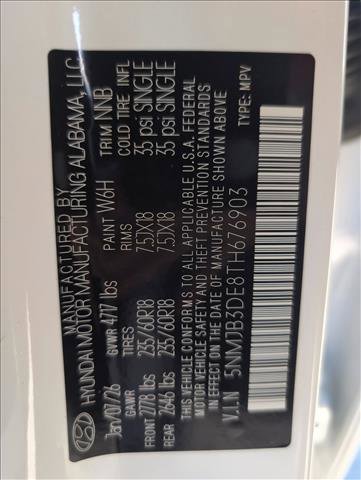 MANUFACTURED BY
HYUNDAI MOTOR MANUFACTURING ALABAMA, LLC.
Jan/07/26 GVWR 4717 lbs PAINT W6H TRIM NNB
GAWR TIRES RIMS COLD TIRE INFL
FRONT 2778 lbs 235/60R18 7.5JX18 35 psi SINGLE
REAR 2646 lbs 235/60R18 7.5JX18 35 psi SINGLE
THIS VEHICLE CONFORMS TO ALL APPLICABLE U.S.A. FEDERAL
MOTOR VEHICLE SAFETY, BUMPER, AND THEFT PREVENTION STANDARDS
IN EFFECT ON THE DATE OF MANUFACTURE SHOWN ABOVE.
V.I.N 5NMJB3DE8TH676903 TYPE: MPV